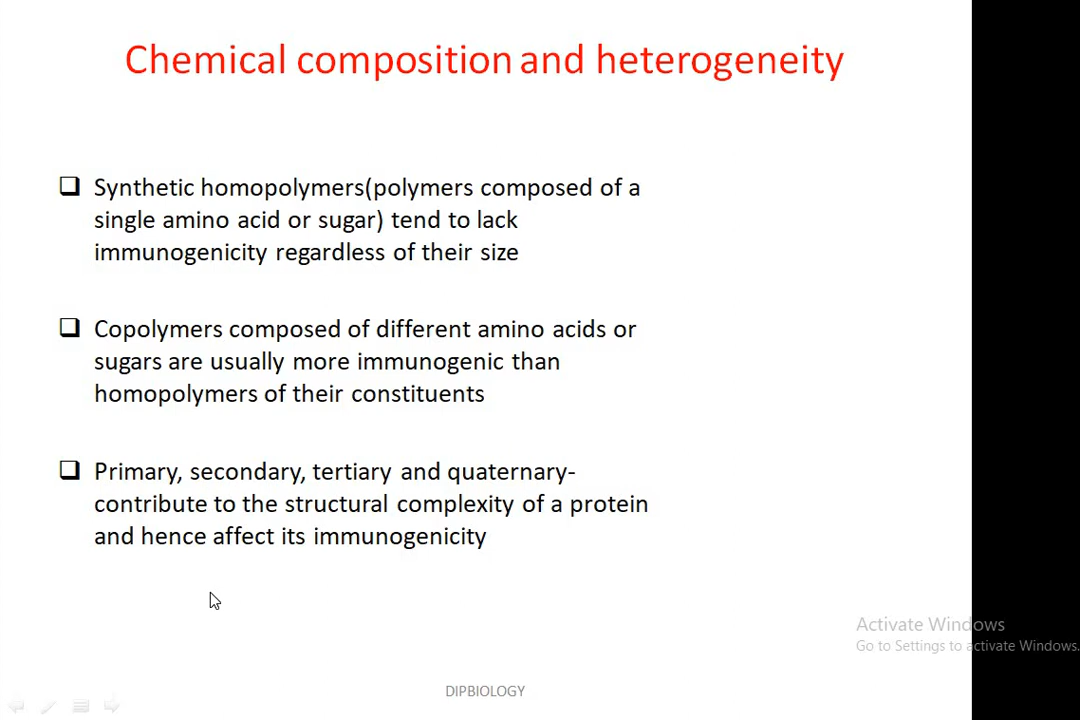 Chemical composition and heterogeneity
Synthetic homopolymers(polymers composed of a
single amino acid or sugar) tend to lack
immunogenicity regardless of their size
Copolymers composed of different amino acids or
sugars are usually more immunogenic than
homopolymers of their constituents
Primary, secondary, tertiary and quaternary-
contribute to the structural complexity of a protein
and hence affect its immunogenicity
Activate Windows
Go to Settings to activate Windows.
DIPBIOLOGY